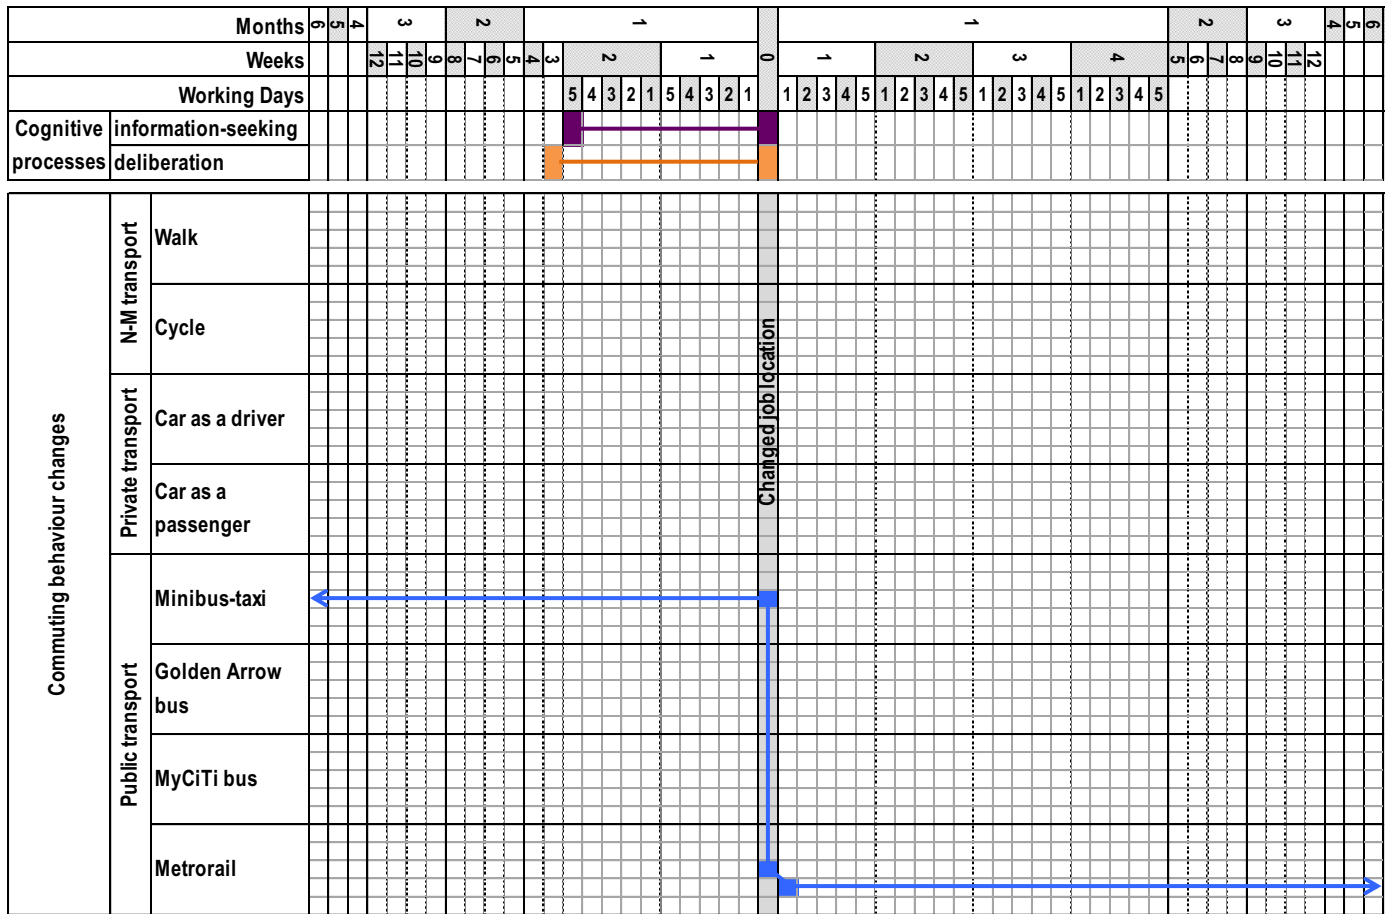 Months 6 5 4 3 2 1 1 2 3 4 5 6
Weeks 12 11 10 9 8 7 6 5 4 3 2 1 0 1 2 3 4 5 6 7 8 9 10 11 12
Working Days 5 4 3 2 1 5 4 3 2 1 1 2 3 4 5 1 2 3 4 5 1 2 3 4 5 1 2 3 4 5
Cognitive processes
information-seeking
deliberation
Commuting behaviour changes
N-M transport
Walk
Cycle
Private transport
Car as a driver
Car as a
passenger
Public transport
Minibus-taxi
Golden Arrow
bus
MyCiTi bus
Metrorail
Changed job location